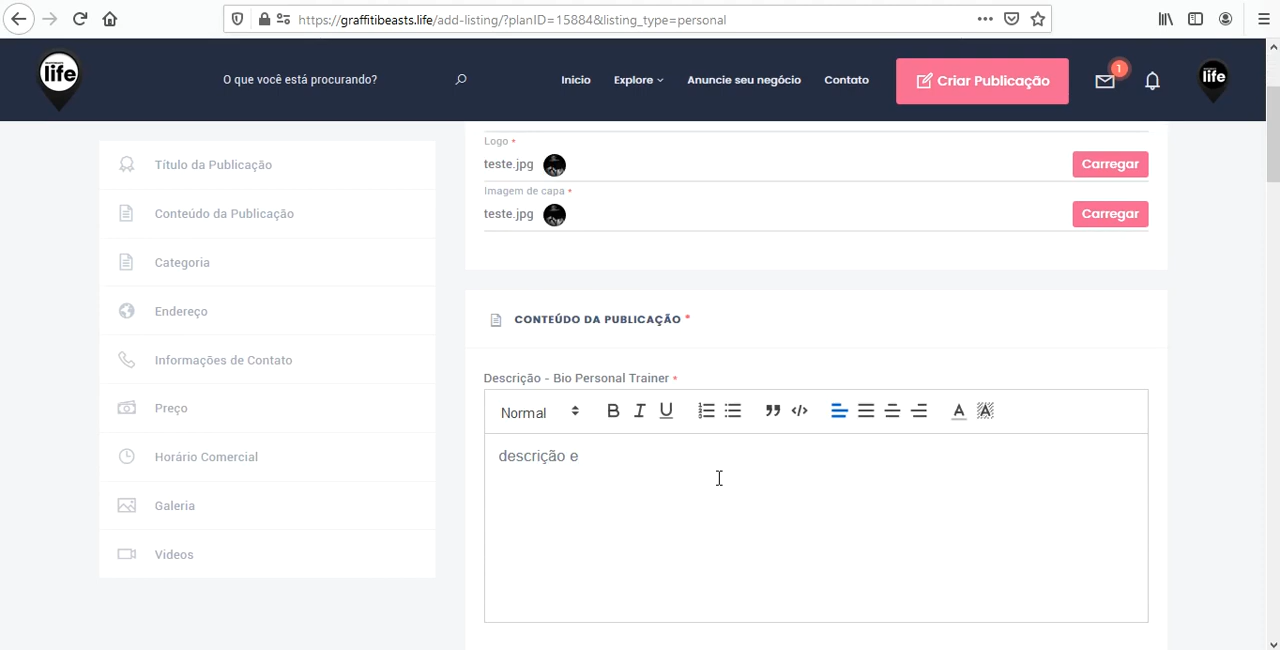 https://graffitibeasts.life/add-listing/?planID=15884&listing_type=personal
life
O que você está procurando?
Inicio
Explore
Anuncie seu negócio
Contato
Criar Publicação
1
life
Título da Publicação
Conteúdo da Publicação
Categoria
Endereço
Informações de Contato
Preço
Horário Comercial
Galeria
Videos
Logo *
teste.jpg
Carregar
Imagem de capa *
teste.jpg
Carregar
CONTEÚDO DA PUBLICAÇÃO *
Descrição - Bio Personal Trainer *
Normal
descrição e